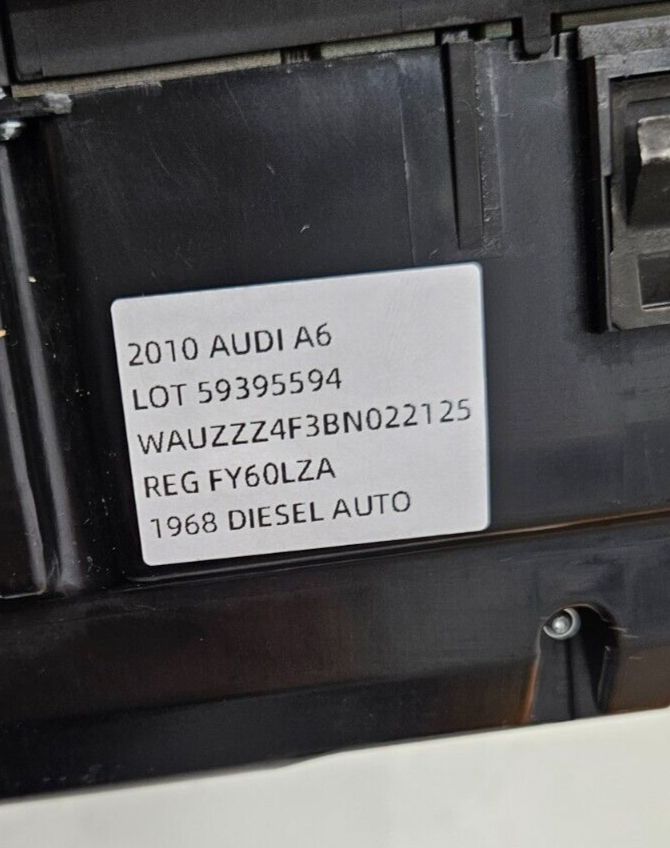 2010 AUDI A6
LOT 59395594
WAUZZZ4F3BN022125
REG FY60LZA
1968 DIESEL AUTO